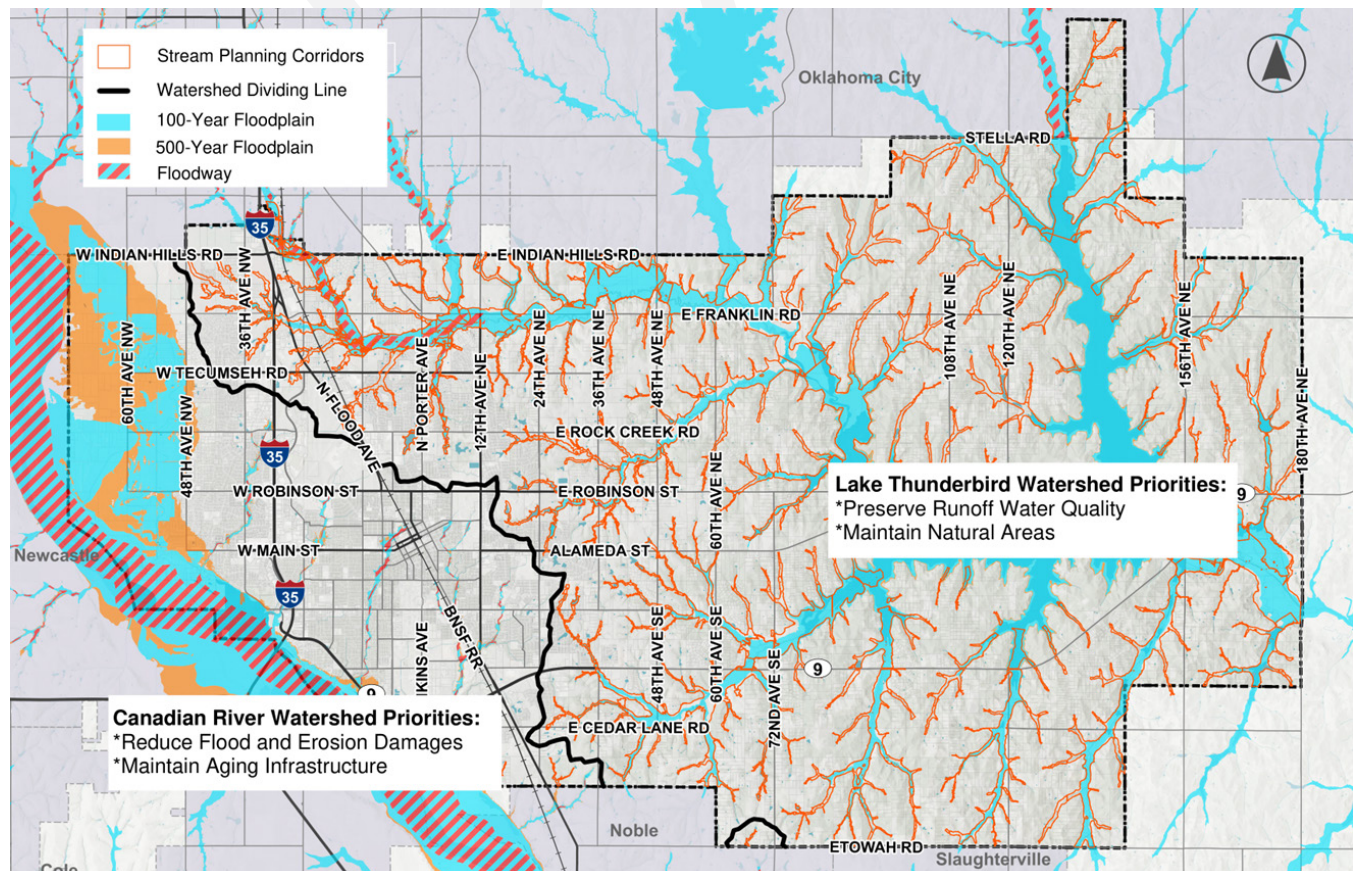 Stream Planning Corridors
Watershed Dividing Line
100-Year Floodplain
500-Year Floodplain
Floodway
Oklahoma City
STELLA RD
35
W INDIAN HILLS RD
E INDIAN HILLS RD
36TH AVE NW
E FRANKLIN RD
60TH AVE NW
W TECUMSEH RD
N FLOOD AVE
N PORTER AVE
12TH AVE NE
24TH AVE NE
36TH AVE NE
48TH AVE NE
108TH AVE NE
120TH AVE NE
156TH AVE NE
180TH AVE NE
48TH AVE NW
E ROCK CREEK RD
35
W ROBINSON ST
E ROBINSON ST
60TH AVE NE
Lake Thunderbird Watershed Priorities:
*Preserve Runoff Water Quality
*Maintain Natural Areas
9
Newcastle
W MAIN ST
ALAMEDA ST
35
BNSF RR
KINS AVE
48TH AVE SE
60TH AVE SE
72ND AVE SE
9
9
Canadian River Watershed Priorities:
*Reduce Flood and Erosion Damages
*Maintain Aging Infrastructure
E CEDAR LANE RD
Noble
ETOWAH RD
Slaughterville
Cole